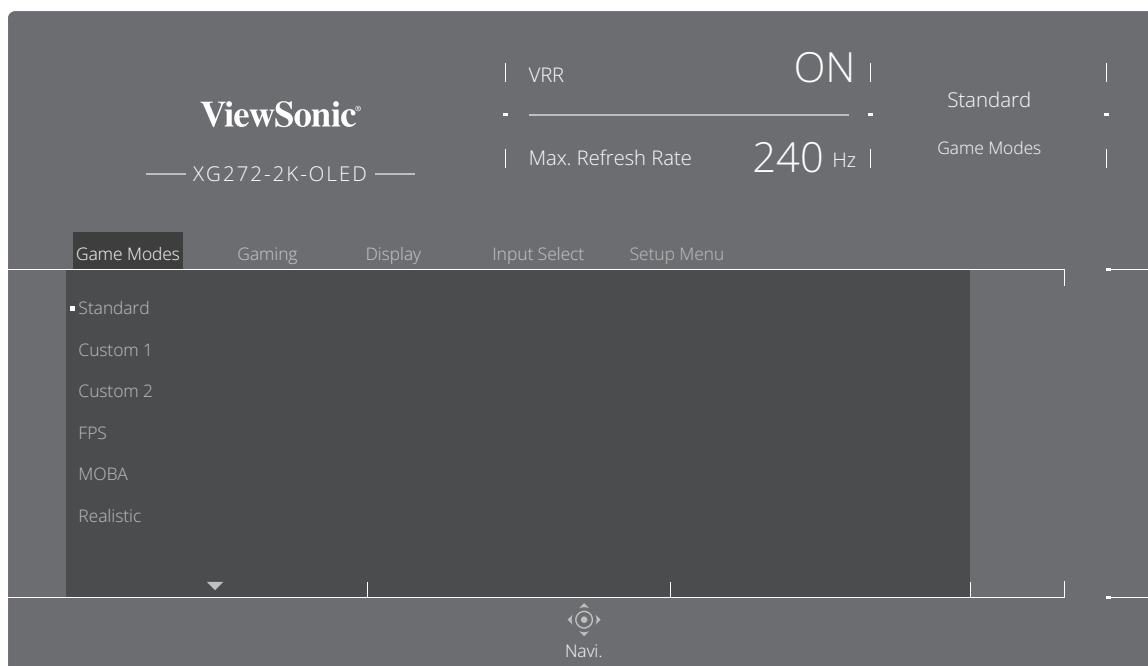 ViewSonic®
XG272-2K-OLED
VRR ON
Max. Refresh Rate 240 Hz
Standard
Game Modes
Game Modes Gaming Display Input Select Setup Menu
Standard
Custom 1
Custom 2
FPS
MOBA
Realistic
Navi.